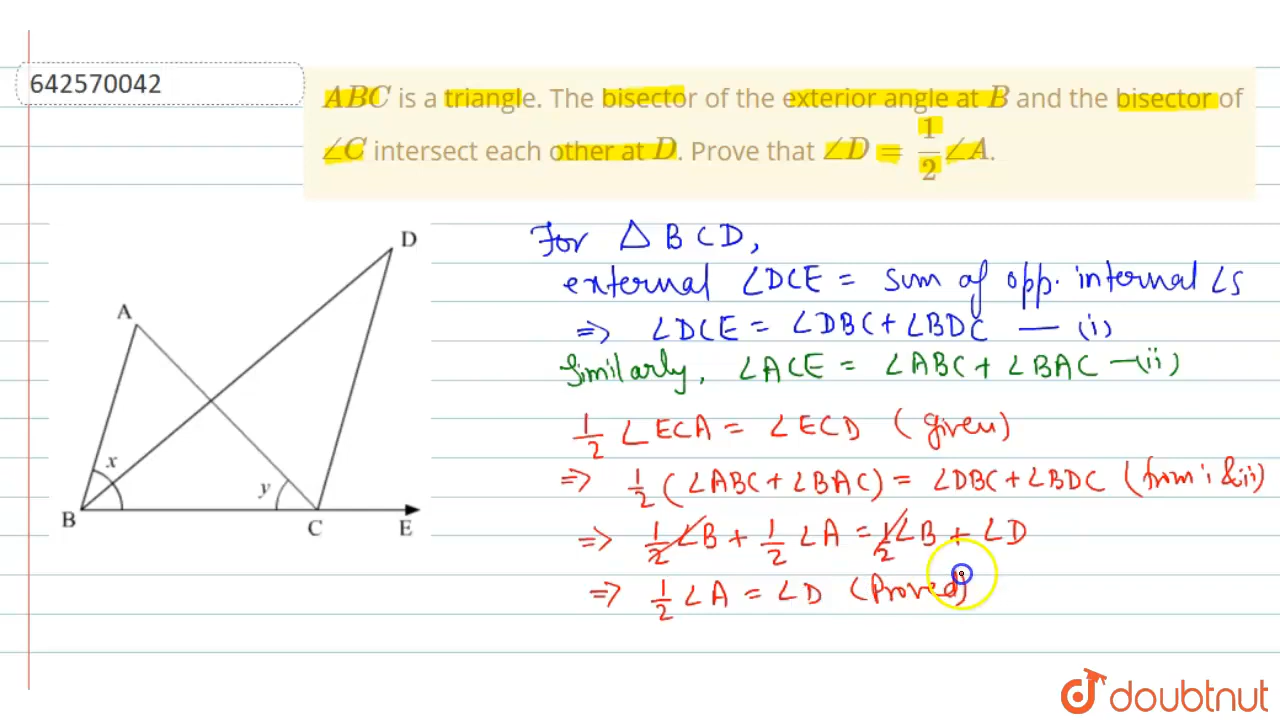 642570042
ABC is a triangle. The bisector of the exterior angle at B and the bisector of
∠C intersect each other at D. Prove that ∠D = 1/2 ∠A.
For △BCD,
external ∠DCE = sum of opp. internal ∠s
=> ∠DCE = ∠DBC + ∠BDC — (i)
Similarly, ∠ACE = ∠ABC + ∠BAC — (ii)
1/2 ∠ECA = ∠ECD (given)
=> 1/2 (∠ABC + ∠BAC) = ∠DBC + ∠BDC (from i & ii)
=> 1/2 ∠B + 1/2 ∠A = 1/2 ∠B + ∠D
=> 1/2 ∠A = ∠D (Proved)
D
A
x
y
B
C
E
doubtnut